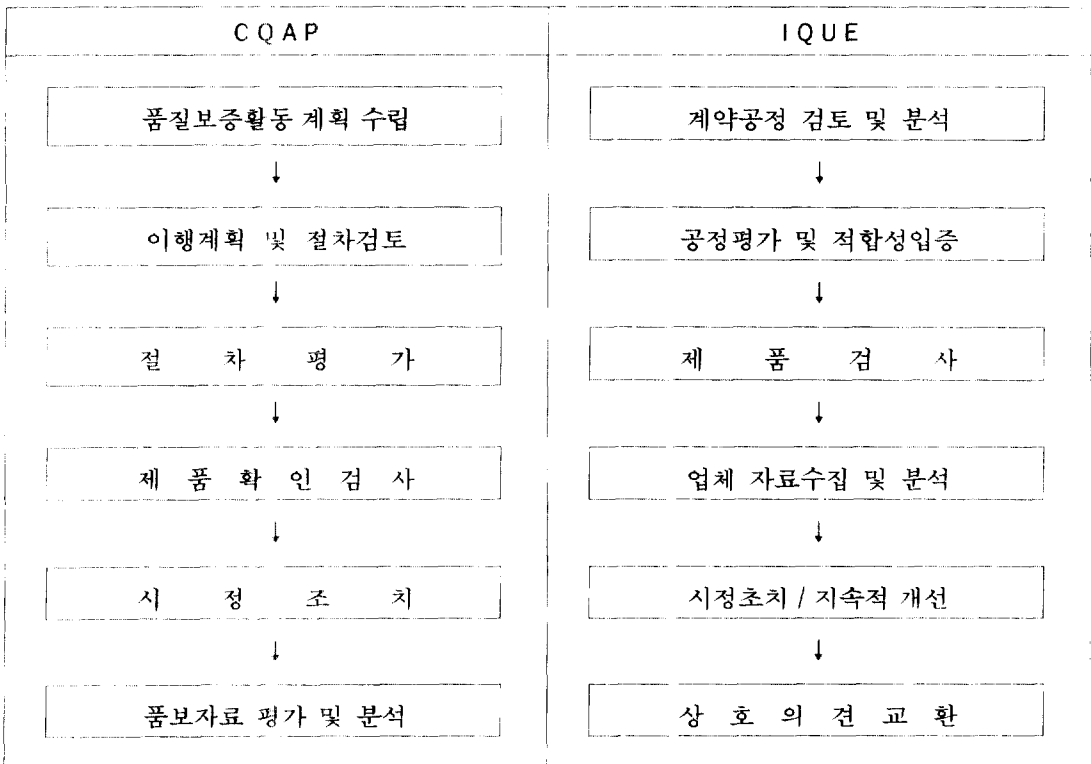 CQAP
IQUE
품질보증활동 계획 수립
↓
이행계획 및 절차검토
↓
절 차 평 가
↓
제 품 확 인 검 사
↓
시 정 조 치
↓
품보자료 평가 및 분석
계약공정 검토 및 분석
↓
공정평가 및 적합성입증
↓
제 품 검 사
↓
업체 자료수집 및 분석
↓
시정초치 / 지속적 개선
↓
상 호 의 견 교 환